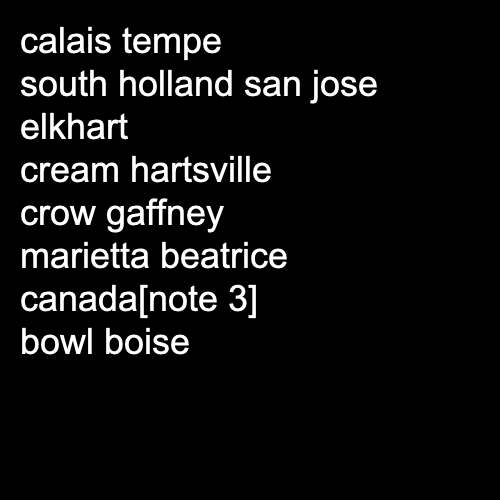 calais tempe
south holland san jose
elkhart
cream hartsville
crow gaffney
marietta beatrice
canada[note 3]
bowl boise